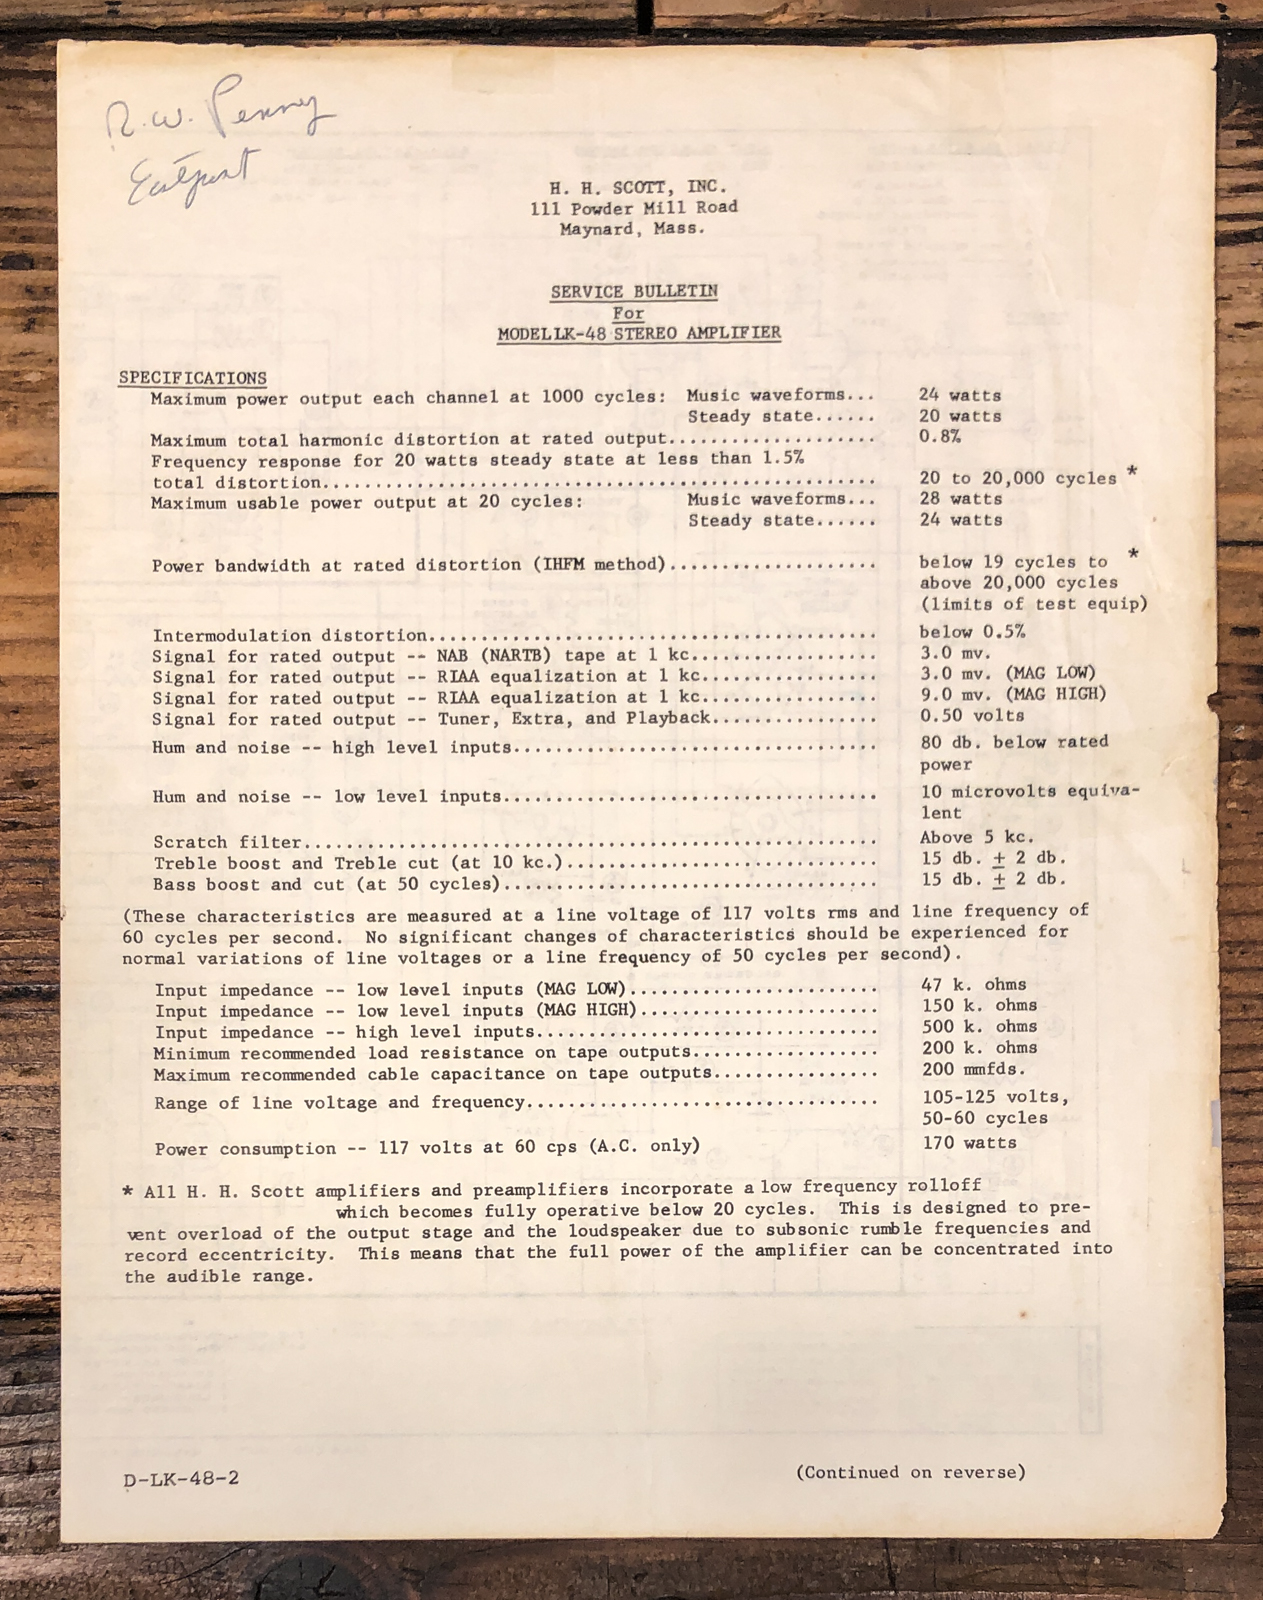 R. W. Penny
Eastport
H. H. SCOTT, INC.
111 Powder Mill Road
Maynard, Mass.
SERVICE BULLETIN
For
MODEL LK-48 STEREO AMPLIFIER
SPECIFICATIONS
Maximum power output each channel at 1000 cycles: Music waveforms... 24 watts
Steady state...... 20 watts
Maximum total harmonic distortion at rated output.................... 0.8%
Frequency response for 20 watts steady state at less than 1.5%
total distortion..................................................... 20 to 20,000 cycles *
Maximum usable power output at 20 cycles: Music waveforms... 28 watts
Steady state...... 24 watts
Power bandwidth at rated distortion (IHFM method).................... below 19 cycles to *
above 20,000 cycles
(limits of test equip)
Intermodulation distortion........................................... below 0.5%
Signal for rated output -- NAB (NARTB) tape at 1 kc.................. 3.0 mv.
Signal for rated output -- RIAA equalization at 1 kc................. 3.0 mv. (MAG LOW)
Signal for rated output -- RIAA equalization at 1 kc................. 9.0 mv. (MAG HIGH)
Signal for rated output -- Tuner, Extra, and Playback................ 0.50 volts
Hum and noise -- high level inputs................................... 80 db. below rated
power
Hum and noise -- low level inputs.................................... 10 microvolts equiva-
lent
Scratch filter....................................................... Above 5 kc.
Treble boost and Treble cut (at 10 kc.).............................. 15 db. ± 2 db.
Bass boost and cut (at 50 cycles).................................... 15 db. ± 2 db.
(These characteristics are measured at a line voltage of 117 volts rms and line frequency of
60 cycles per second. No significant changes of characteristics should be experienced for
normal variations of line voltages or a line frequency of 50 cycles per second).
Input impedance -- low level inputs (MAG LOW)........................ 47 k. ohms
Input impedance -- low level inputs (MAG HIGH)....................... 150 k. ohms
Input impedance -- high level inputs................................. 500 k. ohms
Minimum recommended load resistance on tape outputs.................. 200 k. ohms
Maximum recommended cable capacitance on tape outputs................ 200 mmfds.
Range of line voltage and frequency.................................. 105-125 volts,
50-60 cycles
Power consumption -- 117 volts at 60 cps (A.C. only) 170 watts
* All H. H. Scott amplifiers and preamplifiers incorporate a low frequency rolloff
which becomes fully operative below 20 cycles. This is designed to pre-
vent overload of the output stage and the loudspeaker due to subsonic rumble frequencies and
record eccentricity. This means that the full power of the amplifier can be concentrated into
the audible range.
D-LK-48-2 (Continued on reverse)